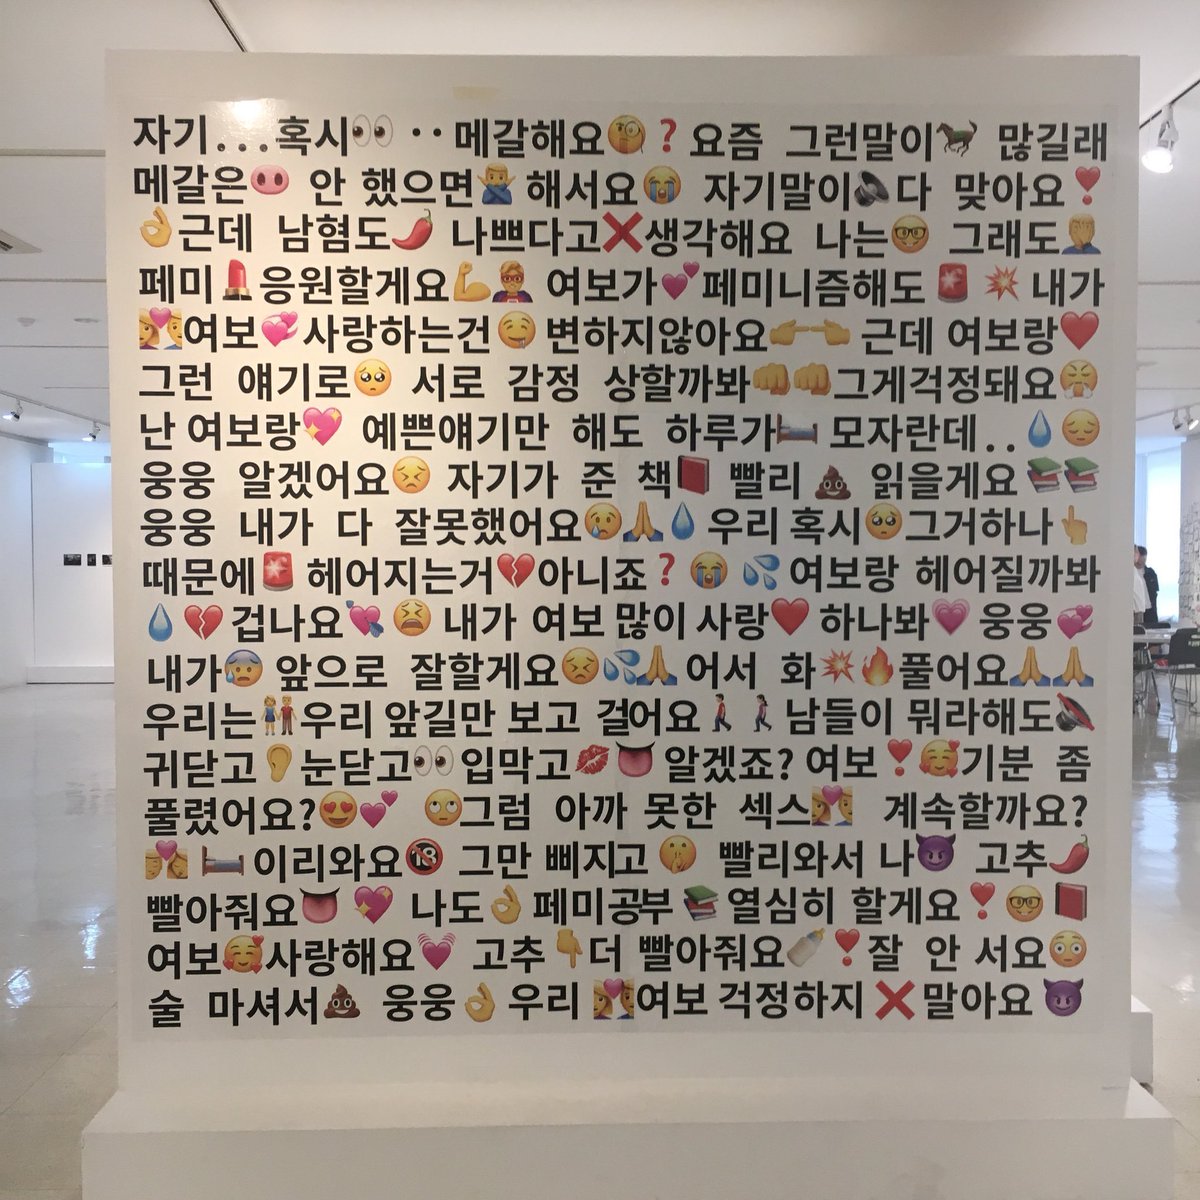 자기...혹시👀 ··메갈해요🧐❓요즘 그런말이🐎 많길래
메갈은🐽 안 했으면🙅‍♂️ 해서요😭 자기말이🔊다 맞아요❣️
👌근데 남혐도🌶️ 나쁘다고❌생각해요 나는🤓 그래도🤦‍♂️
페미💄응원할게요💪🦸‍♂️ 여보가💕페미니즘해도🚨💥 내가
👩‍❤️‍👨여보💞사랑하는건🤤변하지않아요👉👈 근데 여보랑❤️
그런 얘기로🥺 서로 감정 상할까봐👊👊그게걱정돼요😤
난 여보랑💖 예쁜얘기만 해도 하루가🛏️ 모자란데..💧😔
웅웅 알겠어요😣 자기가 준 책📕 빨리💩 읽을게요📚📚
웅웅 내가 다 잘못했어요😢🙏💧우리 혹시🥺그거하나👆
때문에🚨 헤어지는거💔아니죠❓😭💦여보랑 헤어질까봐
💧💔겁나요💘😫 내가 여보 많이 사랑❤️ 하나봐💗 웅웅💞
내가😰 앞으로 잘할게요😣💦🙏어서 화💥🔥풀어요🙏🙏
우리는👫우리 앞길만 보고 걸어요🚶‍♂️🚶‍♀️ 남들이 뭐라해도🔇
귀닫고👂눈닫고👀입막고💋👅 알겠죠? 여보❣️🥰기분 좀
풀렸어요?😍💕 🙄그럼 아까 못한 섹스👩‍❤️‍👨 계속할까요?
👩‍❤️‍💋‍👨🛏️이리와요🔞 그만 삐지고🤫 빨리와서 나😈 고추🌶️
빨아줘요👅💖 나도👌페미공부📚열심히 할게요❣️🤓📕
여보🥰사랑해요💓 고추👇더 빨아줘요🍼❣️잘 안 서요😳
술 마셔서💩 웅웅👌우리 👩‍❤️‍👨여보 걱정하지❌말아요😈